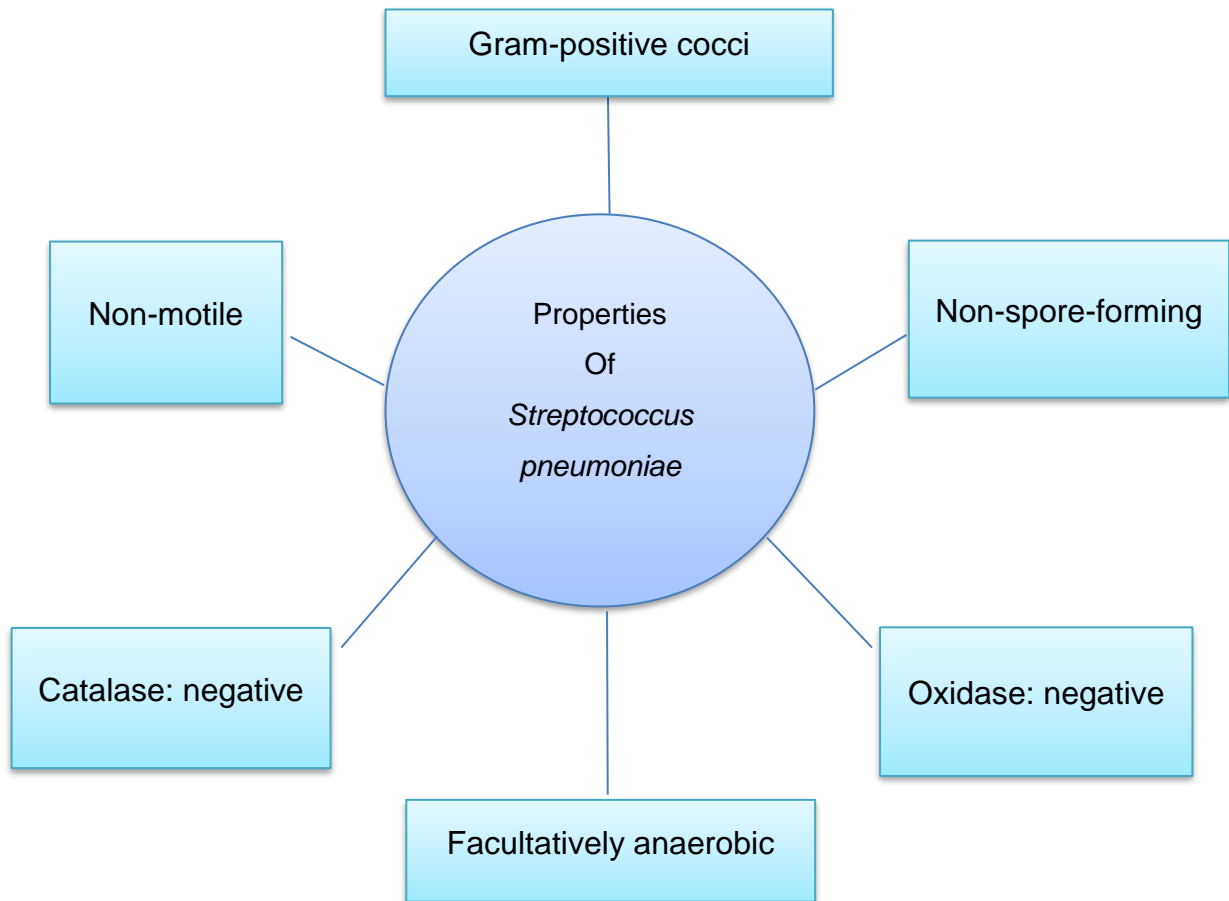 Gram-positive cocci
Non-motile
Non-spore-forming
Properties
Of
Streptococcus
pneumoniae
Catalase: negative
Oxidase: negative
Facultatively anaerobic